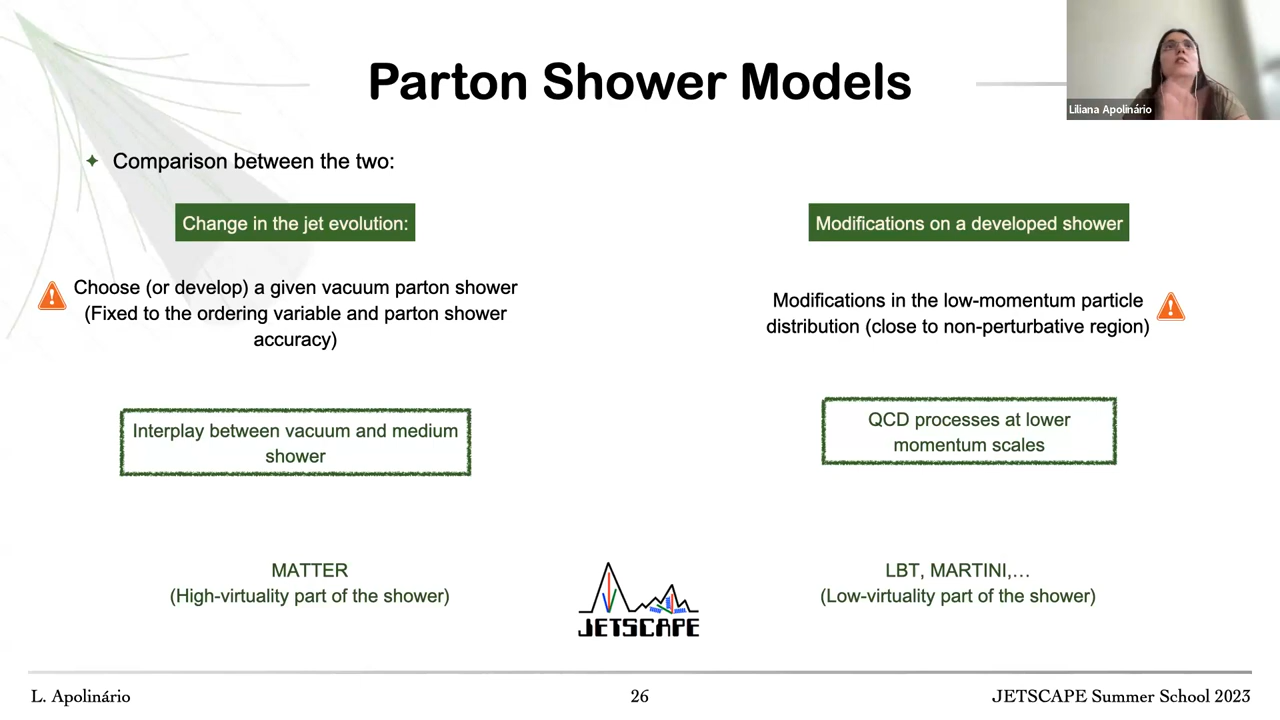 Parton Shower Models
Liliana Apolinário
Comparison between the two:
Change in the jet evolution:
Choose (or develop) a given vacuum parton shower
(Fixed to the ordering variable and parton shower
accuracy)
Interplay between vacuum and medium
shower
MATTER
(High-virtuality part of the shower)
Modifications on a developed shower
Modifications in the low-momentum particle
distribution (close to non-perturbative region)
QCD processes at lower
momentum scales
LBT, MARTINI,…
(Low-virtuality part of the shower)
JETSCAPE
L. Apolinário
26
JETSCAPE Summer School 2023